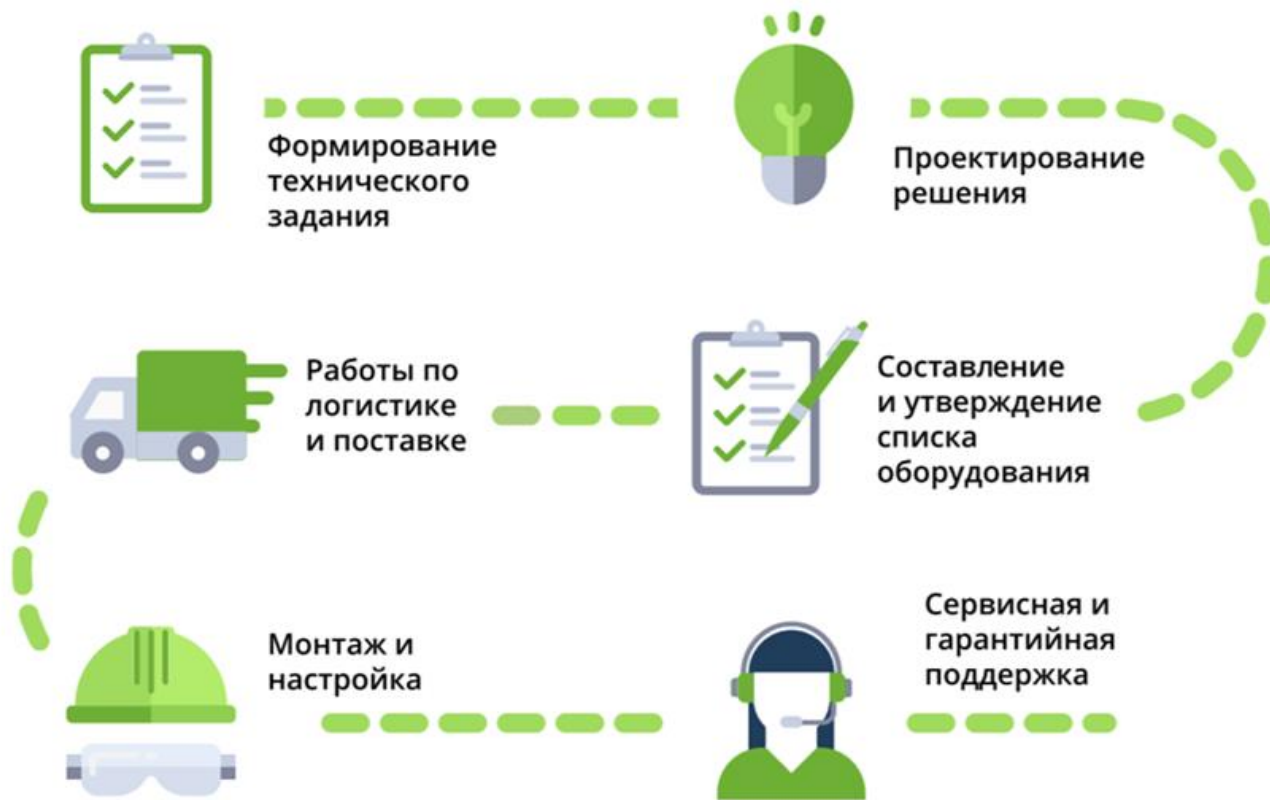 Формирование
технического
задания
Проектирование
решения
Составление
и утверждение
списка
оборудования
Работы по
логистике
и поставке
Монтаж и
настройка
Сервисная и
гарантийная
поддержка